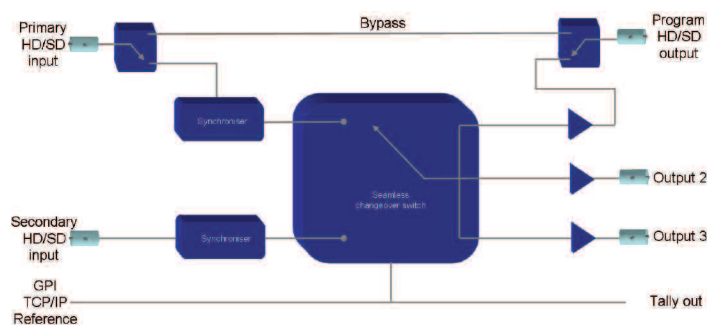 Primary
HD/SD
input
Bypass
Program
HD/SD
output
Synchroniser
Seamless
changeover switch
Output 2
Secondary
HD/SD
input
Synchroniser
Output 3
GPI
TCP/IP
Reference
Tally out